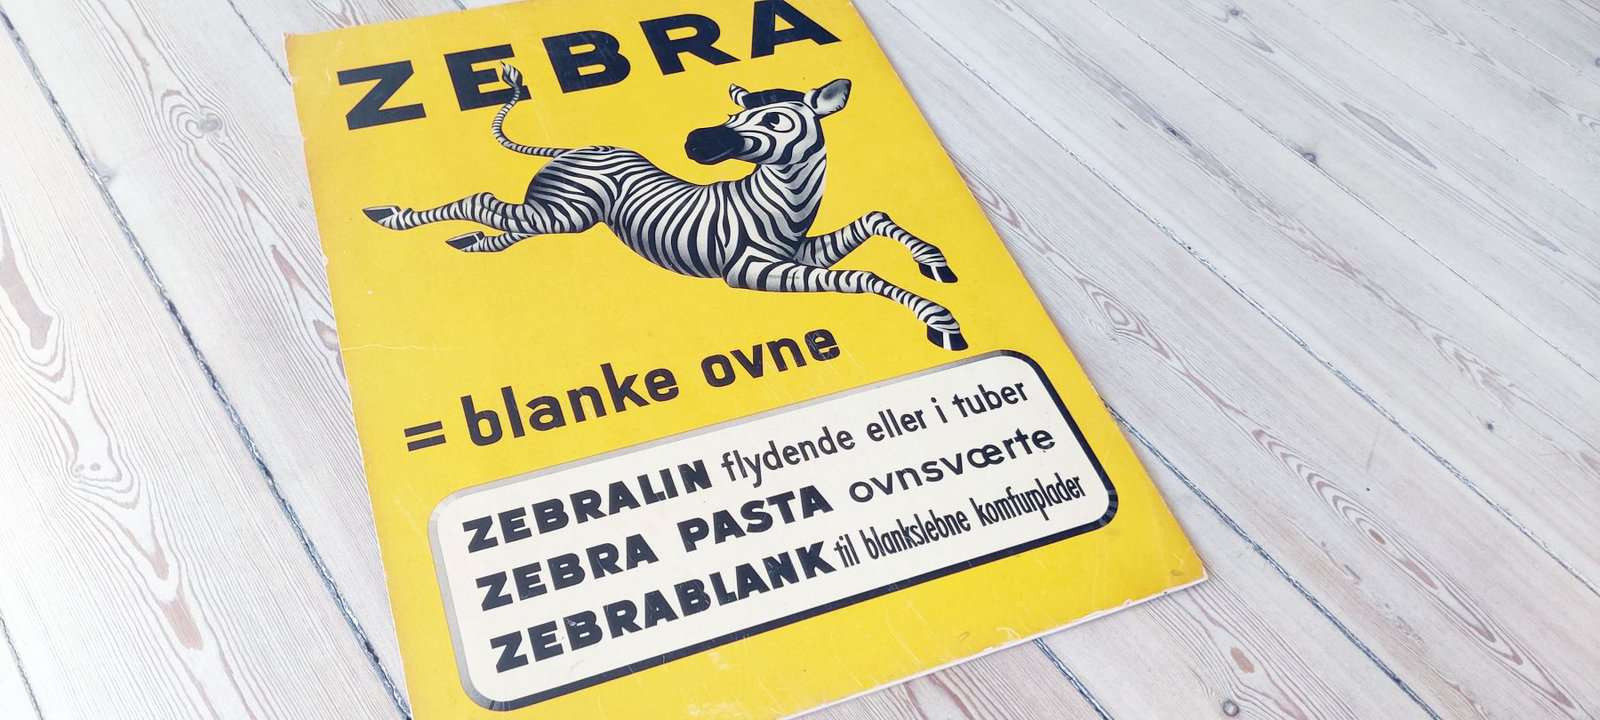 ZEBRA
= blanke ovne
ZEBRALIN flydende eller i tuber
ZEBRA PASTA ovnsværte
ZEBRABLANK til blankslebne komfurplader